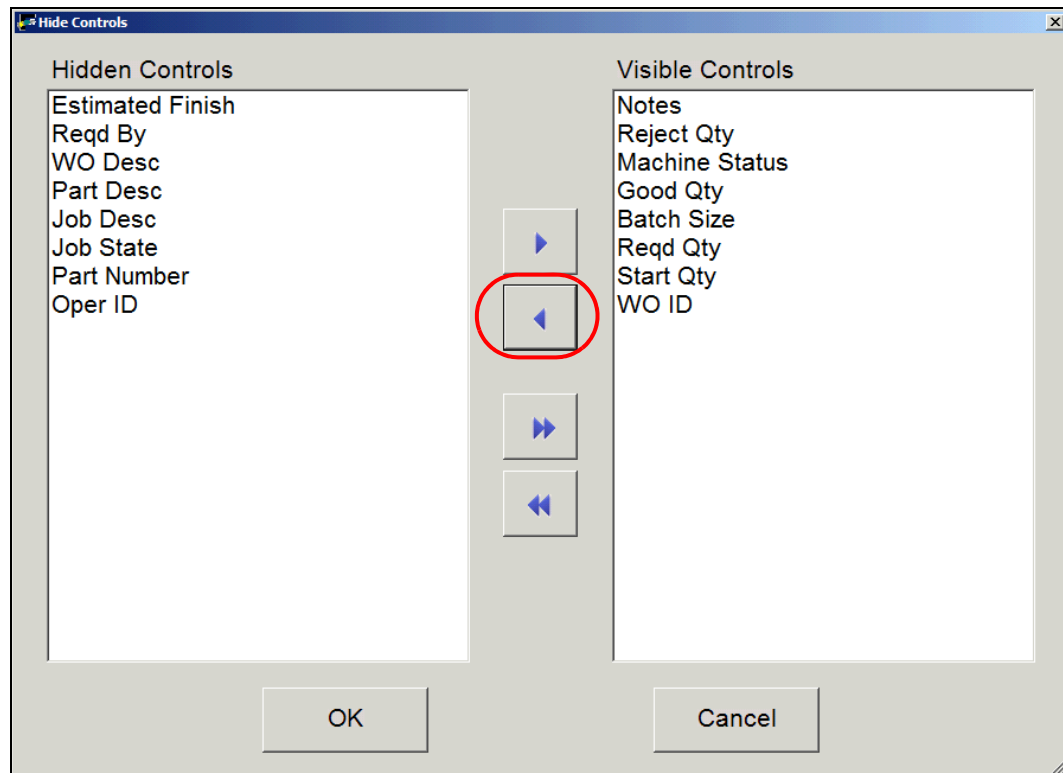 Hide Controls
Hidden Controls
Estimated Finish
Reqd By
WO Desc
Part Desc
Job Desc
Job State
Part Number
Oper ID
Visible Controls
Notes
Reject Qty
Machine Status
Good Qty
Batch Size
Reqd Qty
Start Qty
WO ID
OK
Cancel